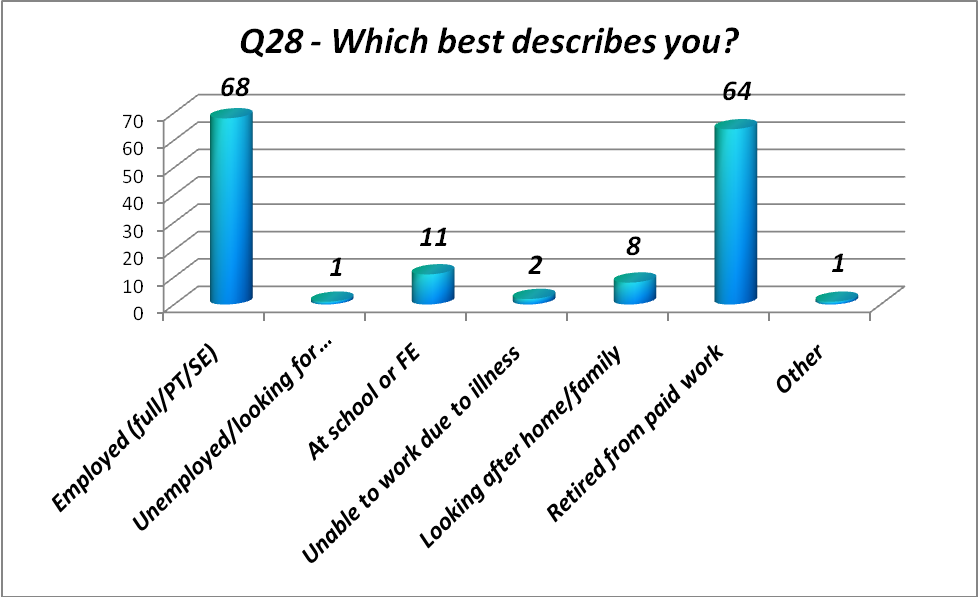 Q28 - Which best describes you?
68
1
11
2
8
64
1
70
60
50
40
30
20
10
0
Employed (full/PT/SE)
Unemployed/looking for...
At school or FE
Unable to work due to illness
Looking after home/family
Retired from paid work
Other